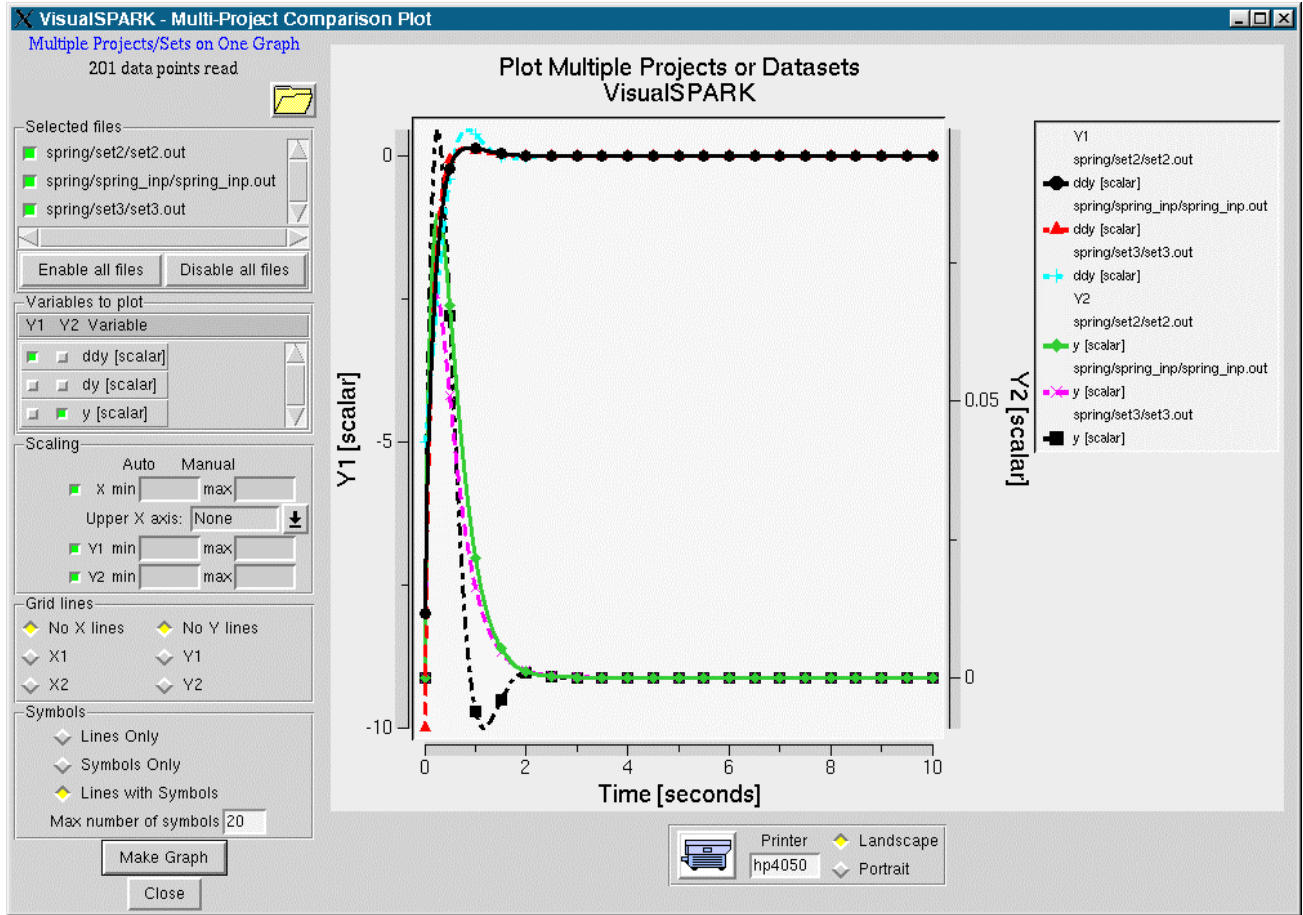 VisualSPARK - Multi-Project Comparison Plot
Multiple Projects/Sets on One Graph
201 data points read
Selected files
spring/set2/set2.out
spring/spring_inp/spring_inp.out
spring/set3/set3.out
Enable all files Disable all files
Variables to plot
Y1 Y2 Variable
ddy [scalar]
dy [scalar]
y [scalar]
Scaling
Auto Manual
X min max
Upper X axis: None
Y1 min max
Y2 min max
Grid lines
No X lines No Y lines
X1 Y1
X2 Y2
Symbols
Lines Only
Symbols Only
Lines with Symbols
Max number of symbols 20
Make Graph
Close
Plot Multiple Projects or Datasets
VisualSPARK
Y1 [scalar]
0
-5
-10
0 2 4 6 8 10
Time [seconds]
0.05
0
Y2 [scalar]
Y1
spring/set2/set2.out
ddy [scalar]
spring/spring_inp/spring_inp.out
ddy [scalar]
spring/set3/set3.out
ddy [scalar]
Y2
spring/set2/set2.out
y [scalar]
spring/spring_inp/spring_inp.out
y [scalar]
spring/set3/set3.out
y [scalar]
Printer Landscape
hp4050 Portrait